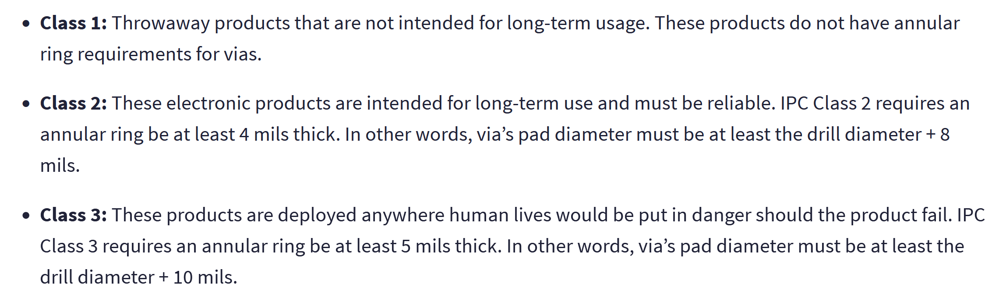 • Class 1: Throwaway products that are not intended for long-term usage. These products do not have annular
ring requirements for vias.
• Class 2: These electronic products are intended for long-term use and must be reliable. IPC Class 2 requires an
annular ring be at least 4 mils thick. In other words, via’s pad diameter must be at least the drill diameter + 8
mils.
• Class 3: These products are deployed anywhere human lives would be put in danger should the product fail. IPC
Class 3 requires an annular ring be at least 5 mils thick. In other words, via’s pad diameter must be at least the
drill diameter + 10 mils.